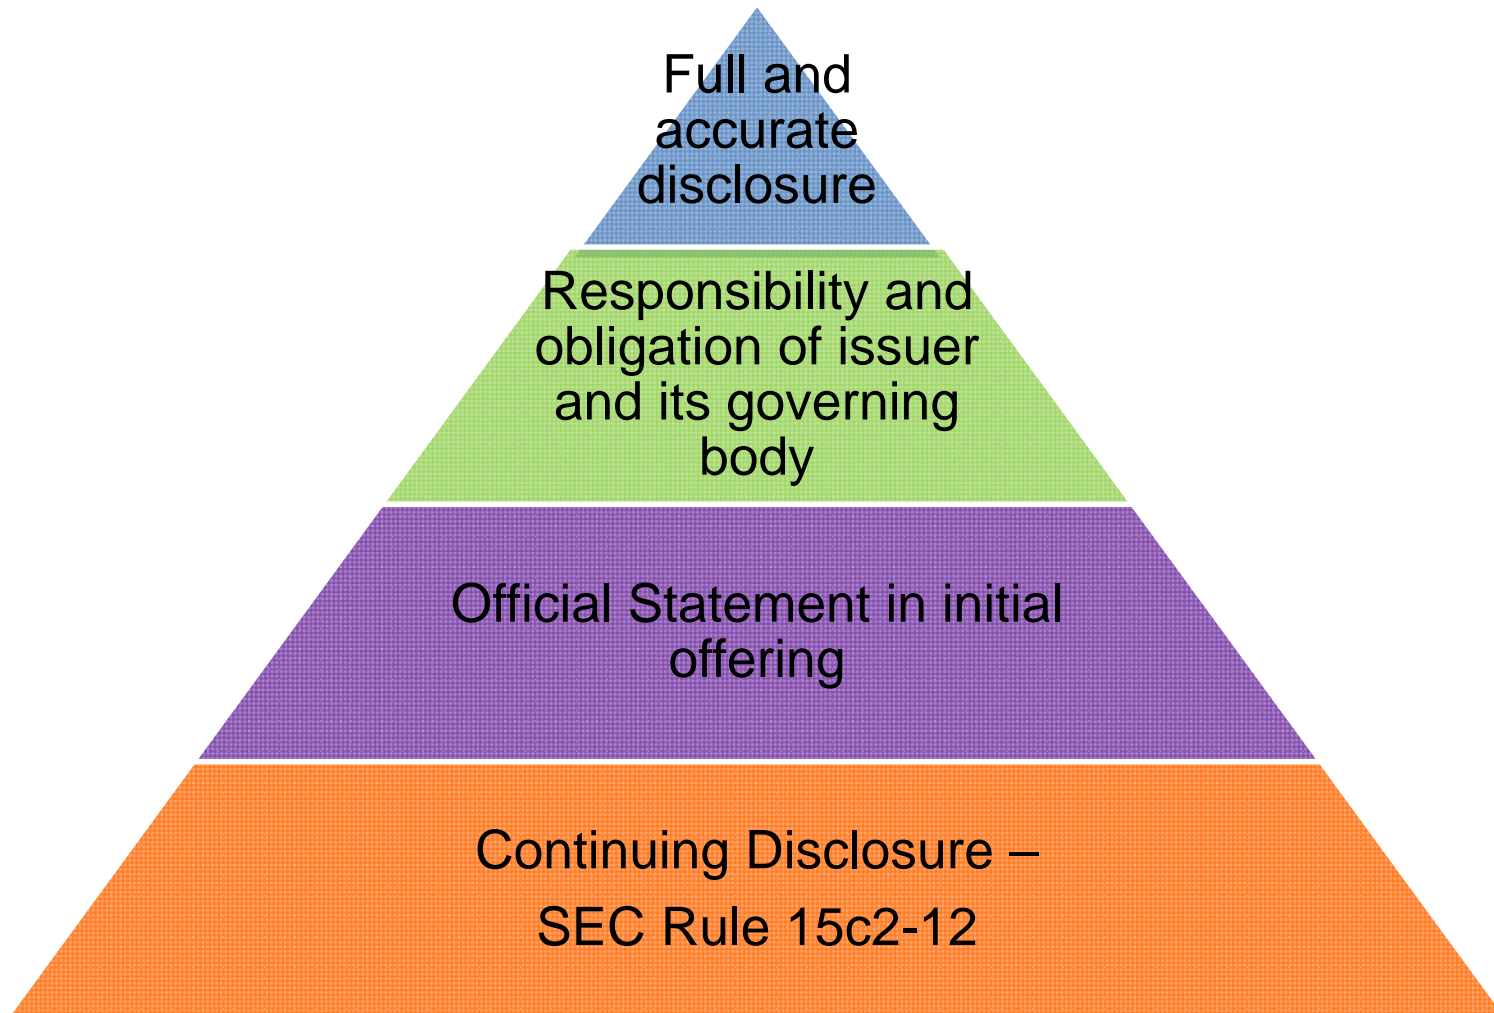 Full and
accurate
disclosure
Responsibility and
obligation of issuer
and its governing
body
Official Statement in initial
offering
Continuing Disclosure –
SEC Rule 15c2-12